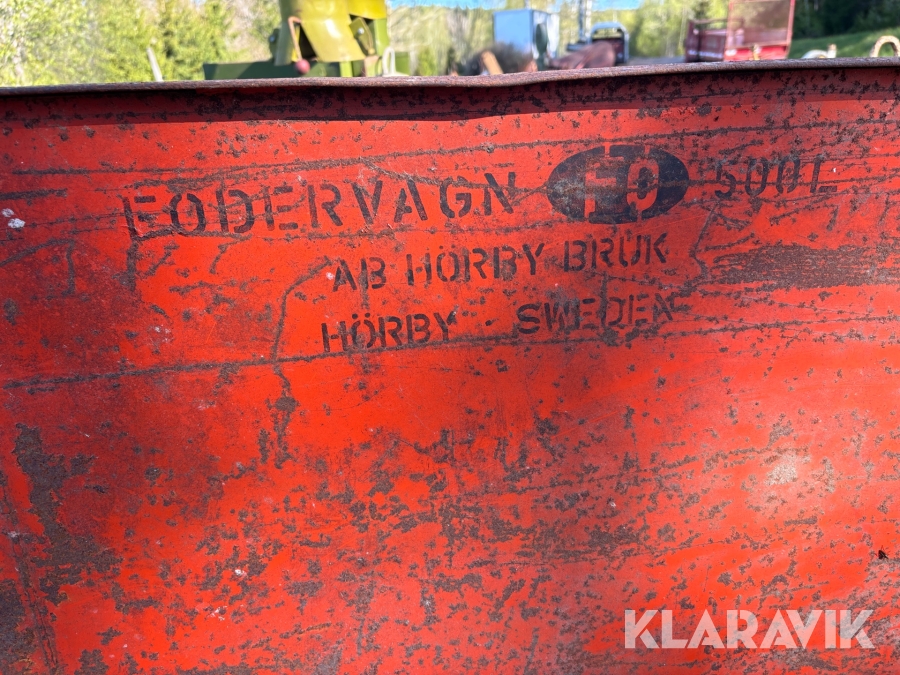 FODERVAGN 500L
AB HÖRBY BRUK
HÖRBY · SWEDEN
KLARAVIK